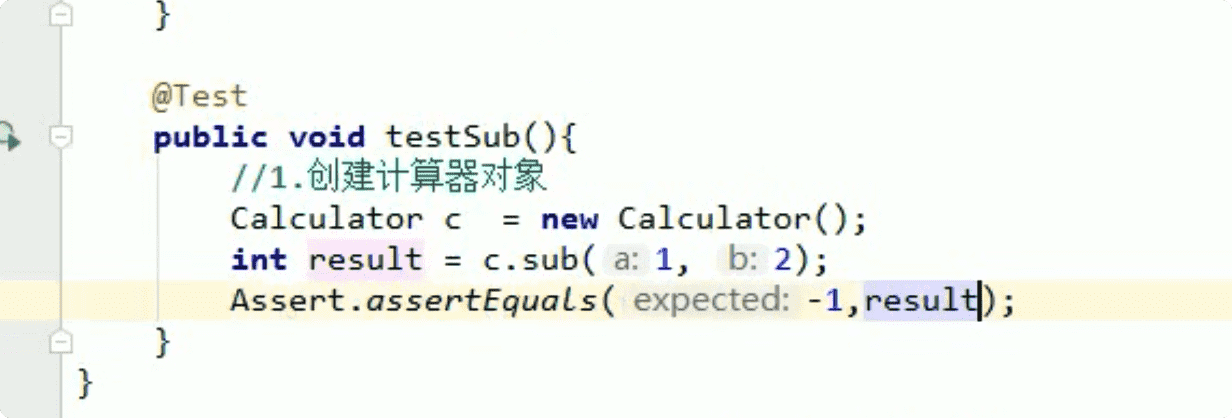 }
@Test
public void testSub(){
//1.创建计算器对象
Calculator c  = new Calculator();
int result = c.sub( a: 1,  b: 2);
Assert.assertEquals( expected: -1,result);
}
}